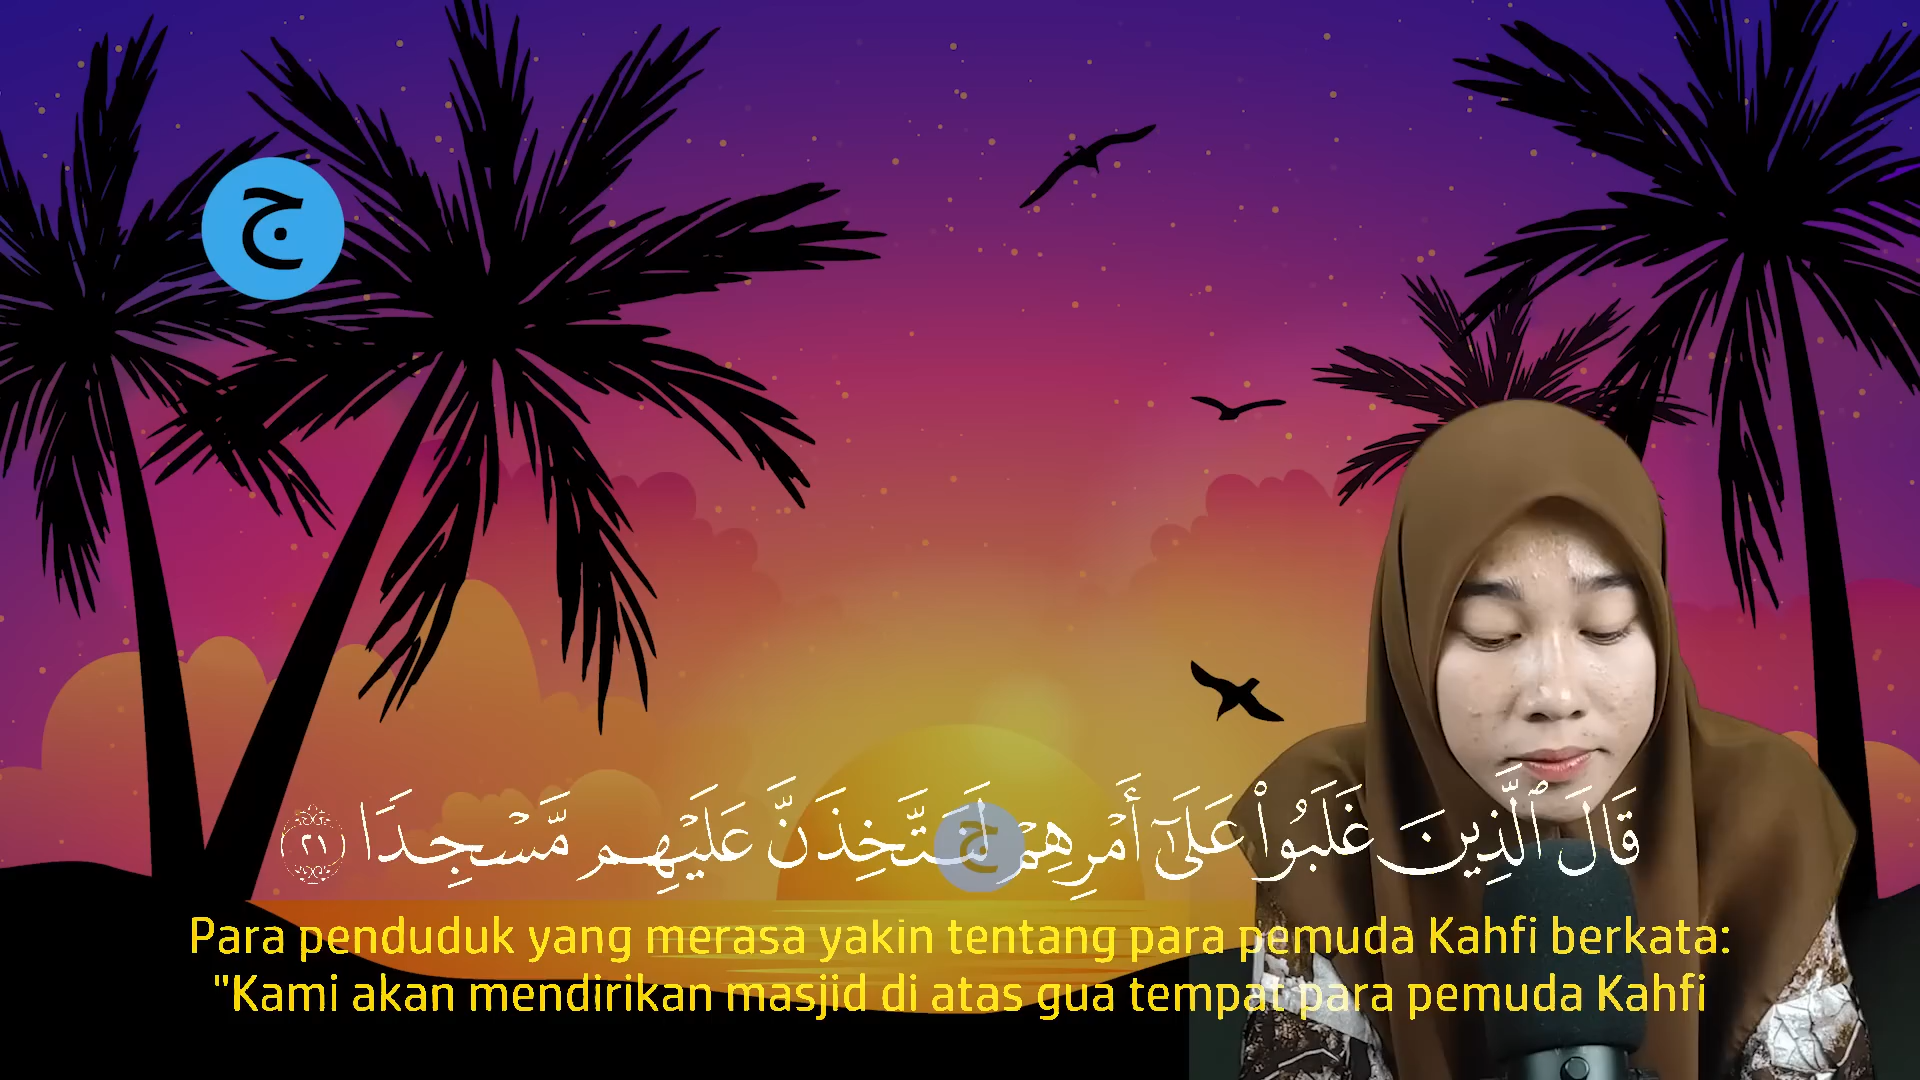 ج
قَالَ ٱلَّذِينَ غَلَبُوا۟ عَلَىٰٓ أَمْرِهِمْ لَنَتَّخِذَنَّ عَلَيْهِم مَّسْجِدًا ٢١
ج
Para penduduk yang merasa yakin tentang para pemuda Kahfi berkata:
"Kami akan mendirikan masjid di atas gua tempat para pemuda Kahfi